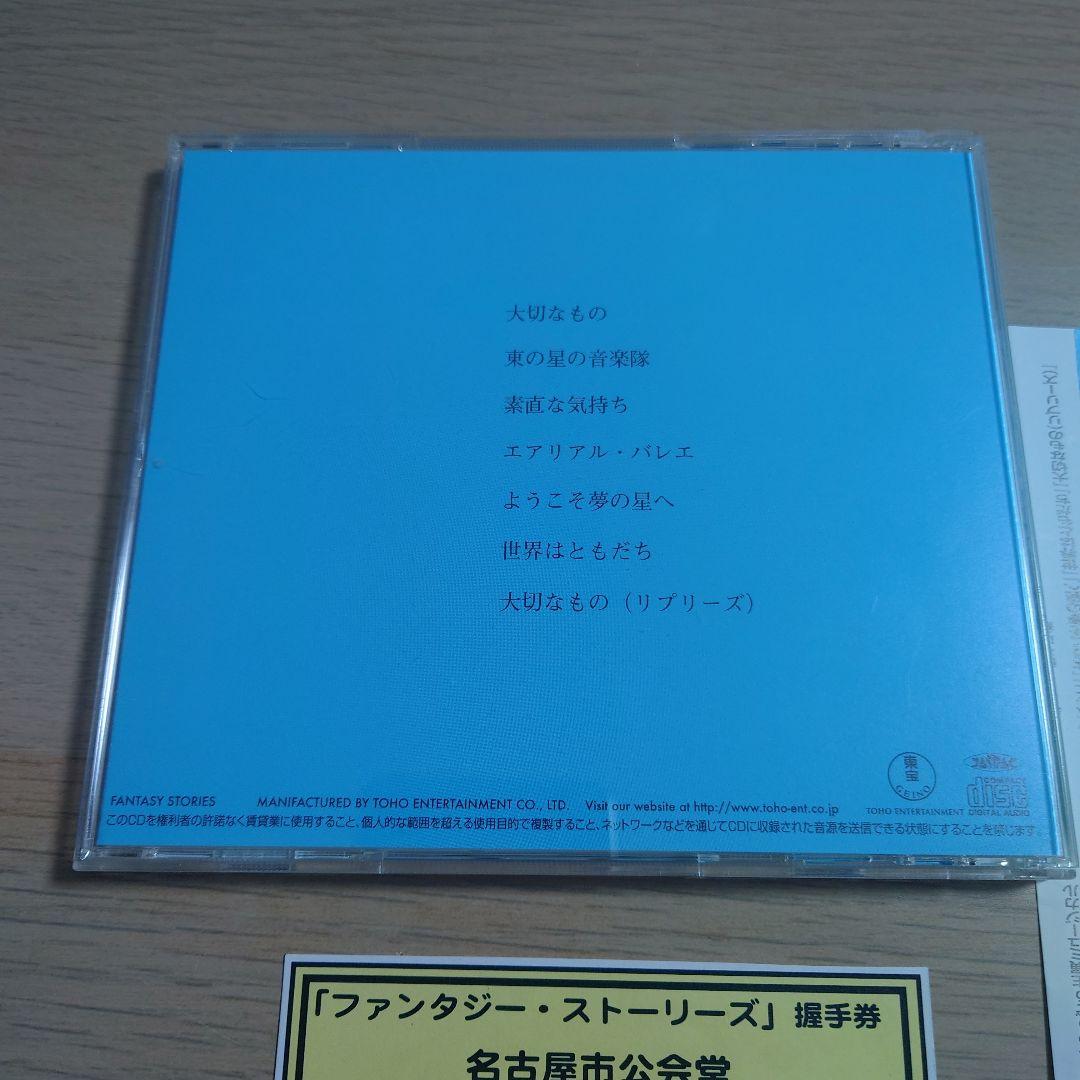 大切なもの
東の星の音楽隊
素直な気持ち
エアリアル・バレエ
ようこそ夢の星へ
世界はともだち
大切なもの（リプリーズ）
東宝
GEINO
JASRAC
COMPACT
disc
FANTASY STORIES MANIFACTURED BY TOHO ENTERTAINMENT CO., LTD. Visit our website at http://www.toho-ent.co.jp TOHO ENTERTAINMENT DIGITAL AUDIO
このCDを権利者の許諾なく賃貸業に使用すること、個人的な範囲を超える使用目的で複製すること、ネットワークなどを通じてCDに収録された音源を送信できる状態にすることを禁じます。
「ファンタジー・ストーリーズ」握手券
名古屋市公会堂